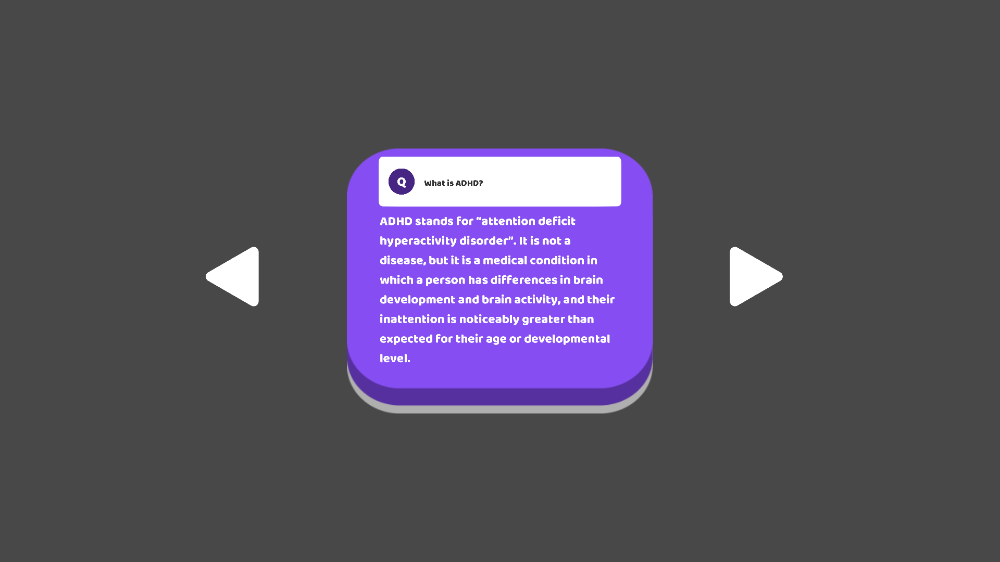 Q
What is ADHD?
ADHD stands for “attention deficit
hyperactivity disorder”. It is not a
disease, but it is a medical condition in
which a person has differences in brain
development and brain activity, and their
inattention is noticeably greater than
expected for their age or developmental
level.